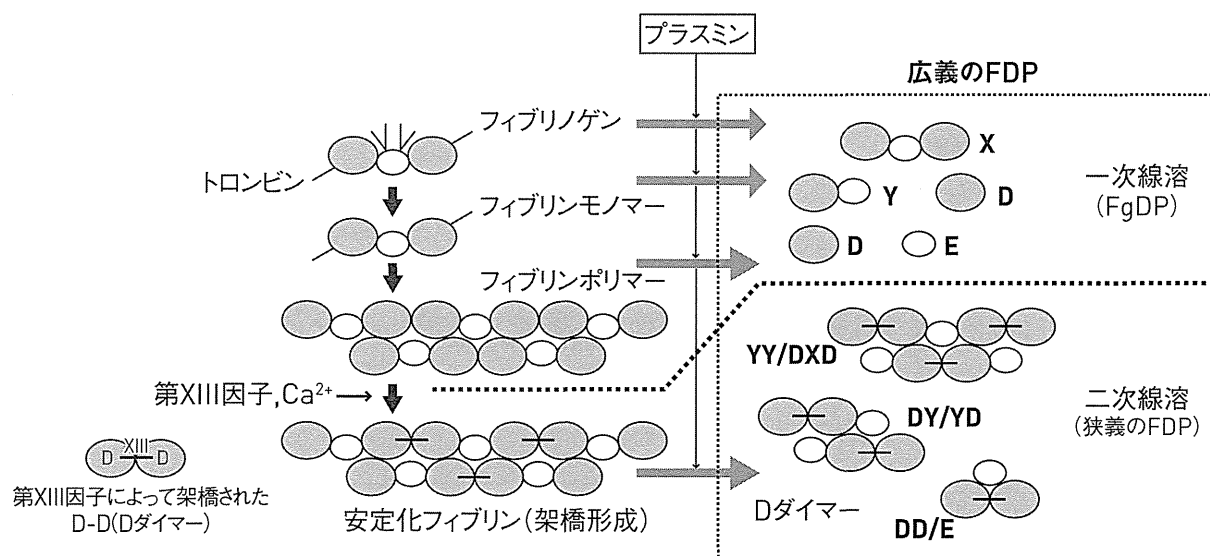 プラスミン
広義のFDP
フィブリノゲン
トロンビン
フィブリンモノマー
フィブリンポリマー
X
Y
D
D
E
一次線溶
(FgDP)
第XIII因子,Ca²⁺
YY/DXD
DY/YD
二次線溶
(狭義のFDP)
XIII
D
D
第XIII因子によって架橋された
D-D(Dダイマー)
安定化フィブリン(架橋形成)
Dダイマー
DD/E